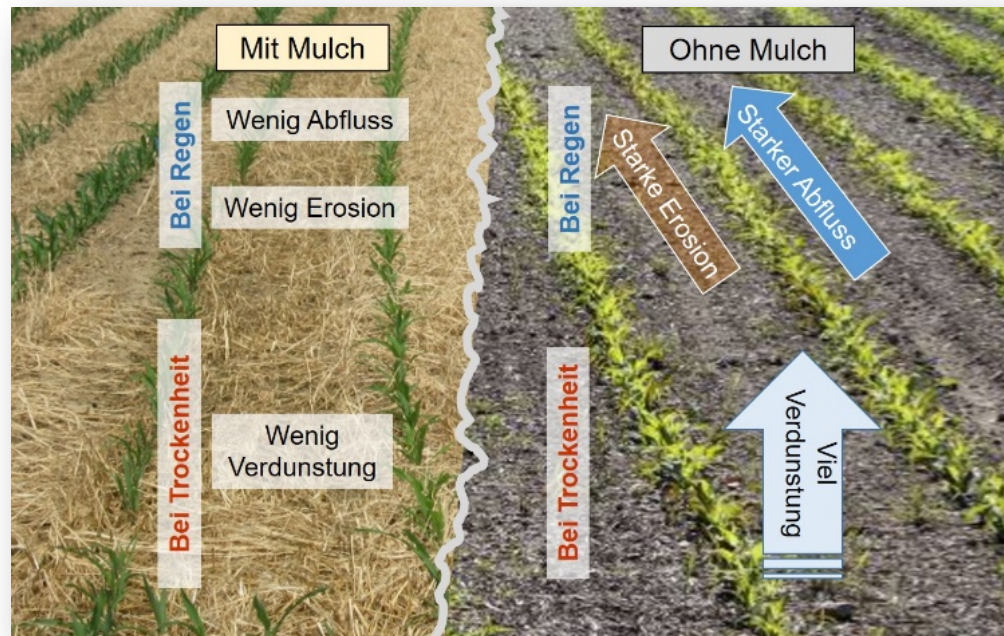 Mit Mulch
Bei Regen
Wenig Abfluss
Wenig Erosion
Bei Trockenheit
Wenig
Verdunstung
Ohne Mulch
Bei Regen
Starke Erosion
Starker Abfluss
Bei Trockenheit
Viel
Verdunstung